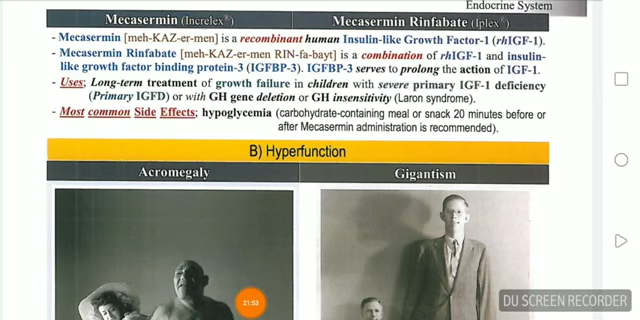 Endocrine System
Mecasermin (Increlex®) Mecasermin Rinfabate (Iplex®)
- Mecasermin [meh-KAZ-er-men] is a recombinant human Insulin-like Growth Factor-1 (rhIGF-1).
- Mecasermin Rinfabate [meh-KAZ-er-men RIN-fa-bayt] is a combination of rhIGF-1 and insulin-
like growth factor binding protein-3 (IGFBP-3). IGFBP-3 serves to prolong the action of IGF-1.
- Uses; Long-term treatment of growth failure in children with severe primary IGF-1 deficiency
(Primary IGFD) or with GH gene deletion or GH insensitivity (Laron syndrome).
- Most common Side Effects; hypoglycemia (carbohydrate-containing meal or snack 20 minutes before or
after Mecasermin administration is recommended).
B) Hyperfunction
Acromegaly Gigantism
21:53
DU SCREEN RECORDER